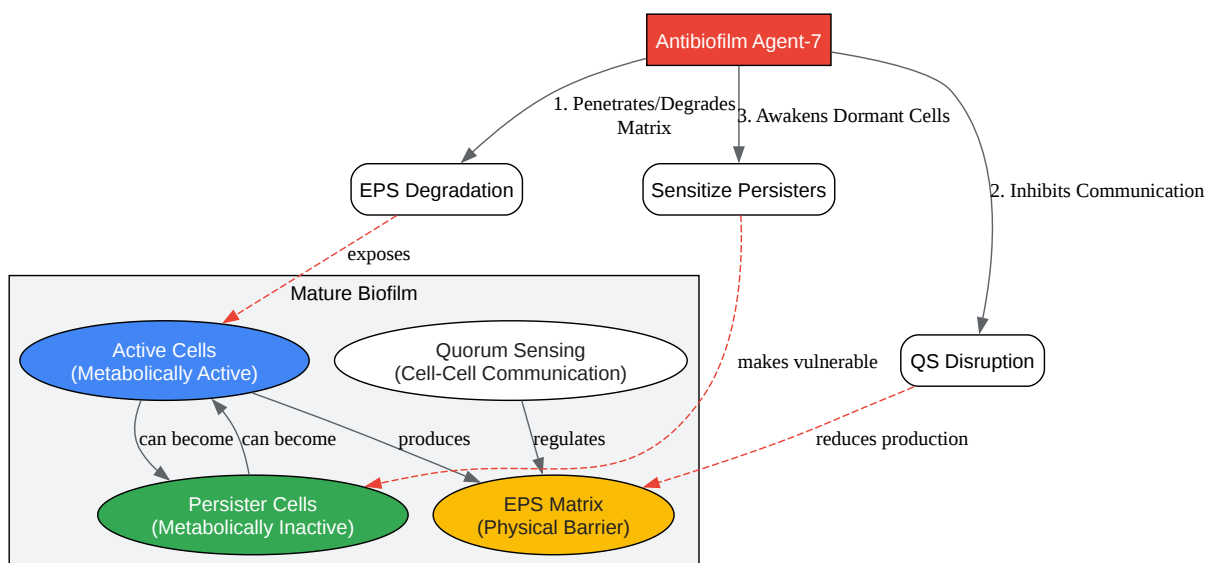 Antibiofilm Agent-7
1. Penetrates/Degrades
Matrix
3. Awakens Dormant Cells
2. Inhibits Communication
EPS Degradation
Sensitize Persisters
exposes
Mature Biofilm
Active Cells
(Metabolically Active)
Quorum Sensing
(Cell-Cell Communication)
makes vulnerable
QS Disruption
can become
can become
produces
regulates
reduces production
Persister Cells
(Metabolically Inactive)
EPS Matrix
(Physical Barrier)